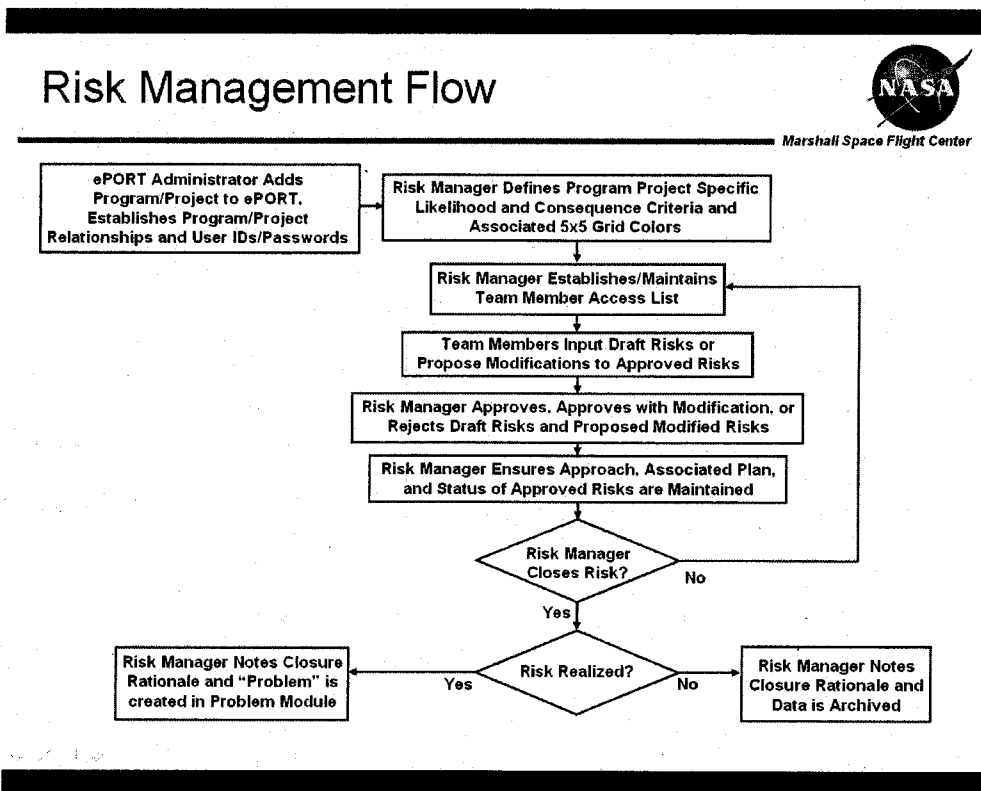 Risk Management Flow
NASA
Marshall Space Flight Center
ePORT Administrator Adds
Program/Project to ePORT,
Establishes Program/Project
Relationships and User IDs/Passwords
Risk Manager Defines Program Project Specific
Likelihood and Consequence Criteria and
Associated 5x5 Grid Colors
Risk Manager Establishes/Maintains
Team Member Access List
Team Members Input Draft Risks or
Propose Modifications to Approved Risks
Risk Manager Approves, Approves with Modification, or
Rejects Draft Risks and Proposed Modified Risks
Risk Manager Ensures Approach, Associated Plan,
and Status of Approved Risks are Maintained
Risk Manager
Closes Risk?
No
Yes
Risk Realized?
Yes
No
Risk Manager Notes Closure
Rationale and “Problem” is
created in Problem Module
Risk Manager Notes
Closure Rationale and
Data is Archived